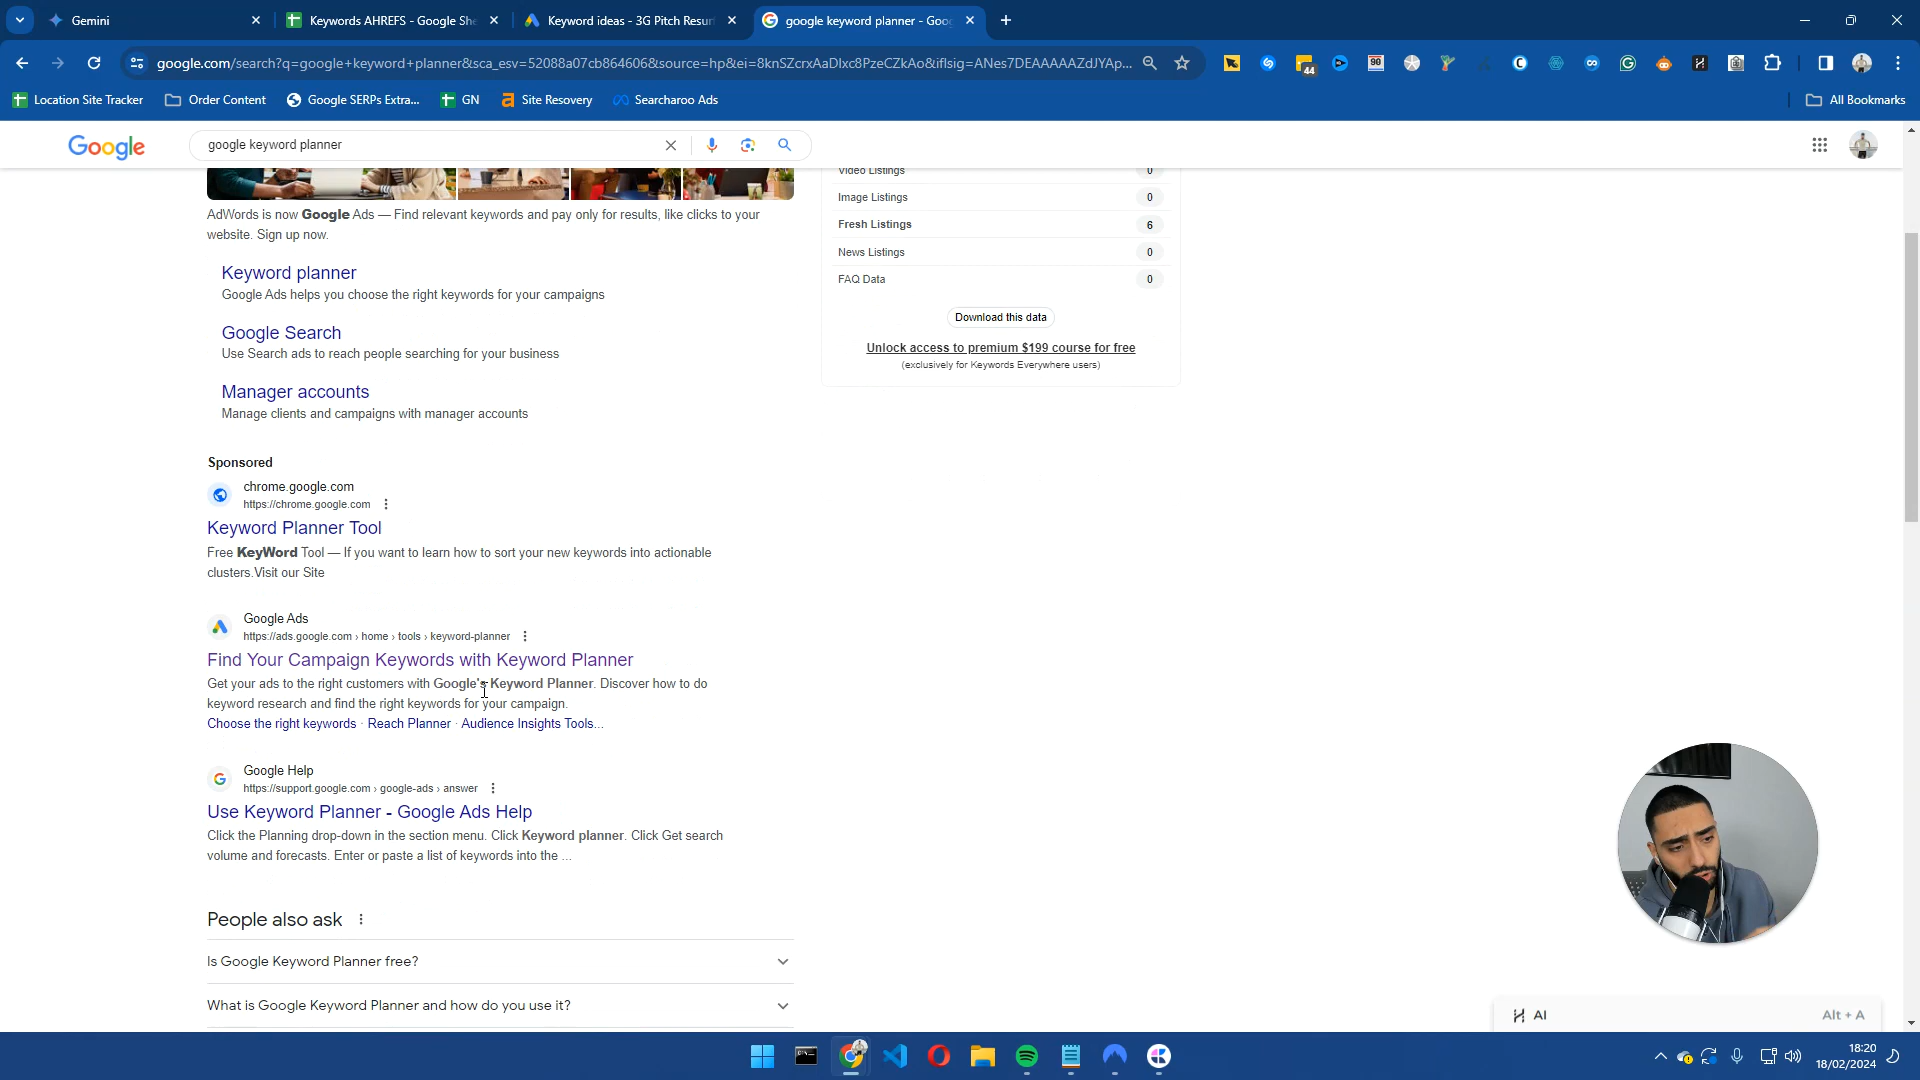 Gemini
Keywords AHREFS - Google She
Keyword ideas - 3G Pitch Resur
google keyword planner - Goo
google.com/search?q=google+keyword+planner&sca_esv=52088a07cb864606&source=hp&ei=8knSZcrxAaDlxc8PzeCZkAo&iflsig=ANes7DEAAAAAZdJYAp...
44
90
Location Site Tracker
Order Content
Google SERPs Extra...
GN
Site Recovery
Searcharoo Ads
All Bookmarks
Google
google keyword planner
Video Listings 0
Image Listings 0
Fresh Listings 6
News Listings 0
FAQ Data 0
Download this data
Unlock access to premium $199 course for free
(exclusively for Keywords Everywhere users)
AdWords is now Google Ads — Find relevant keywords and pay only for results, like clicks to your
website. Sign up now.
Keyword planner
Google Ads helps you choose the right keywords for your campaigns
Google Search
Use Search ads to reach people searching for your business
Manager accounts
Manage clients and campaigns with manager accounts
Sponsored
chrome.google.com
https://chrome.google.com
Keyword Planner Tool
Free KeyWord Tool — If you want to learn how to sort your new keywords into actionable
clusters.Visit our Site
Google Ads
https://ads.google.com › home › tools › keyword-planner
Find Your Campaign Keywords with Keyword Planner
Get your ads to the right customers with Google's Keyword Planner. Discover how to do
keyword research and find the right keywords for your campaign.
Choose the right keywords · Reach Planner · Audience Insights Tools...
Google Help
https://support.google.com › google-ads › answer
Use Keyword Planner - Google Ads Help
Click the Planning drop-down in the section menu. Click Keyword planner. Click Get search
volume and forecasts. Enter or paste a list of keywords into the ...
People also ask
Is Google Keyword Planner free?
What is Google Keyword Planner and how do you use it?
AI
Alt + A
18:20
18/02/2024